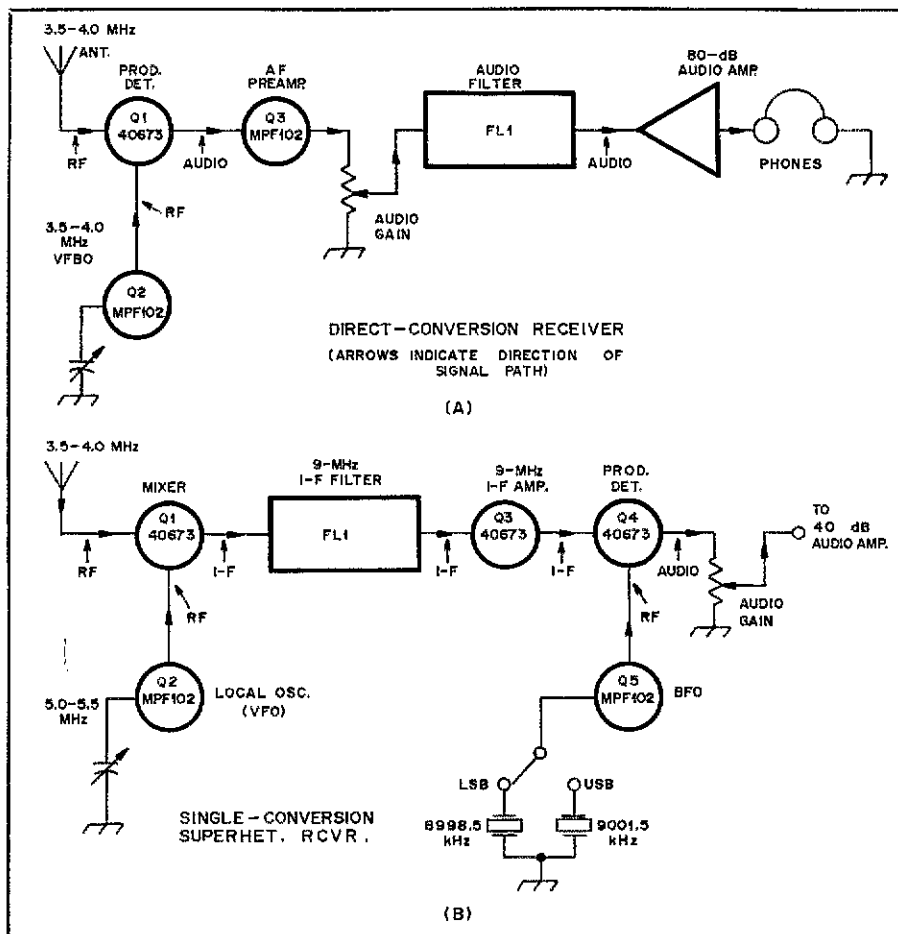 3.5-4.0 MHz
ANT.
PROD.
DET.
Q1
40673
RF
AUDIO
AF
PREAMP.
Q3
MPF102
AUDIO
GAIN
AUDIO
FILTER
FL1
AUDIO
80-dB
AUDIO AMP.
PHONES
RF
3.5-4.0
MHz
VFBO
Q2
MPF102
DIRECT-CONVERSION RECEIVER
(ARROWS INDICATE DIRECTION OF
SIGNAL PATH)
(A)
3.5-4.0 MHz
MIXER
Q1
40673
RF
I-F
9-MHz
I-F FILTER
FL1
I-F
9-MHz
I-F AMP.
Q3
40673
I-F
PROD.
DET.
Q4
40673
AUDIO
TO
40 dB
AUDIO AMP.
AUDIO
GAIN
RF
RF
5.0-5.5
MHz
Q2
MPF102
LOCAL OSC.
(VFO)
Q5
MPF102
BFO
LSB
USB
8998.5
kHz
9001.5
kHz
SINGLE-CONVERSION
SUPERHET. RCVR.
(B)